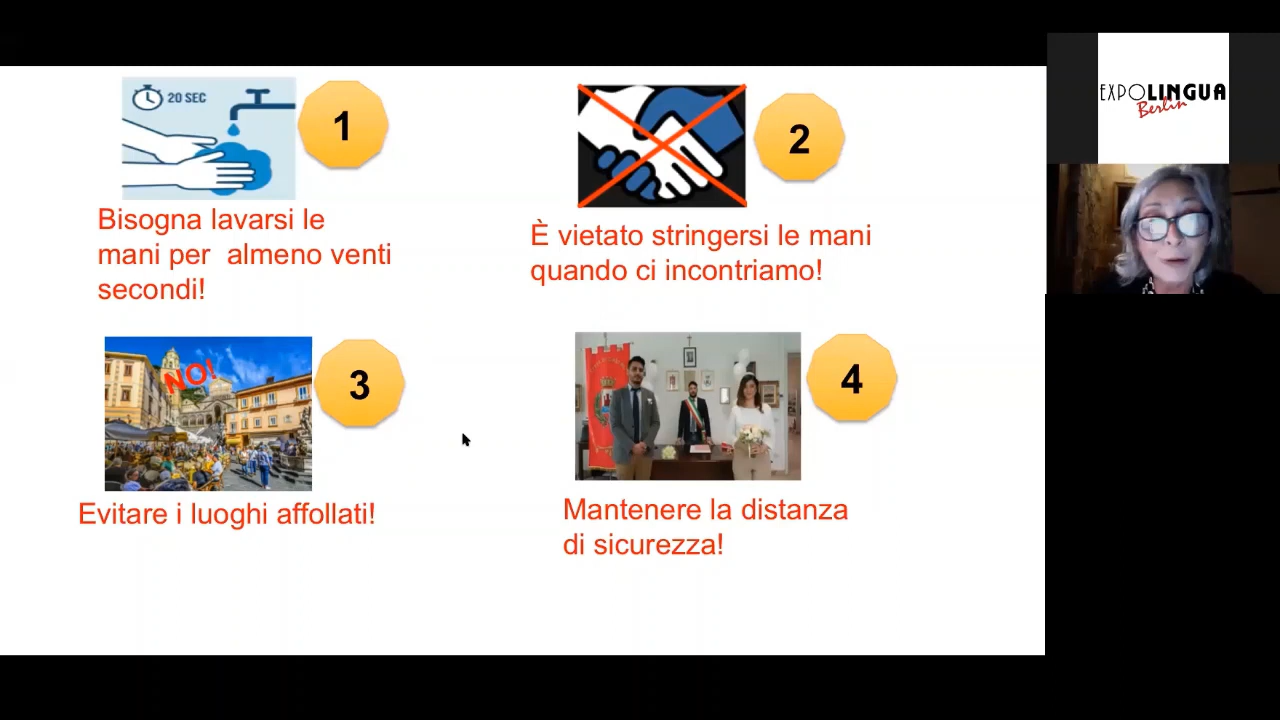 20 SEC
1
Bisogna lavarsi le
mani per  almeno venti
secondi!
2
È vietato stringersi le mani
quando ci incontriamo!
NO!
3
Evitare i luoghi affollati!
4
Mantenere la distanza
di sicurezza!
EXPOLINGUA
Berlin